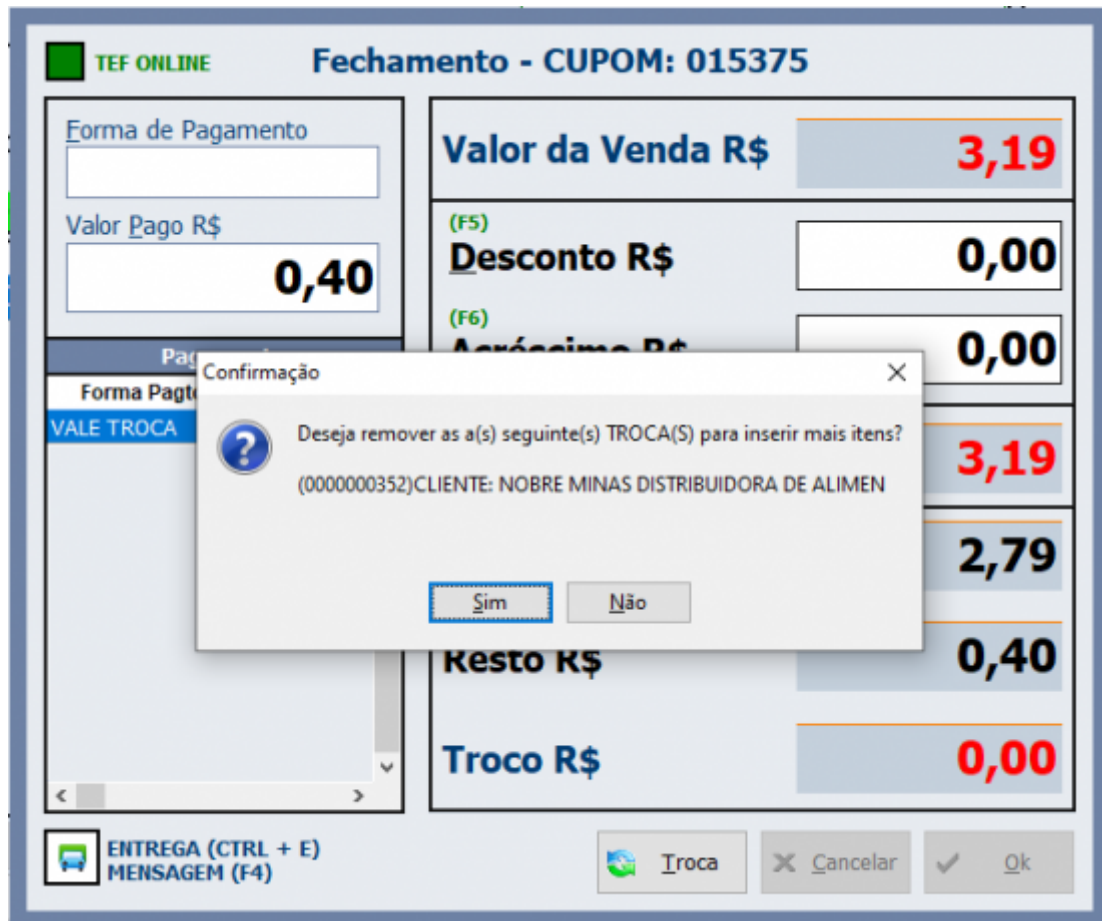 TEF ONLINE
Fechamento - CUPOM: 015375
Forma de Pagamento
Valor Pago R$
0,40
Forma Pagto
VALE TROCA
Valor da Venda R$
3,19
(F5)
Desconto R$
0,00
(F6)
Acréscimo R$
0,00
3,19
2,79
Resto R$
0,40
Troco R$
0,00
Confirmação
Deseja remover as a(s) seguinte(s) TROCA(S) para inserir mais itens?
(0000000352)CLIENTE: NOBRE MINAS DISTRIBUIDORA DE ALIMEN
Sim
Não
ENTREGA (CTRL + E)
MENSAGEM (F4)
Troca
Cancelar
Ok